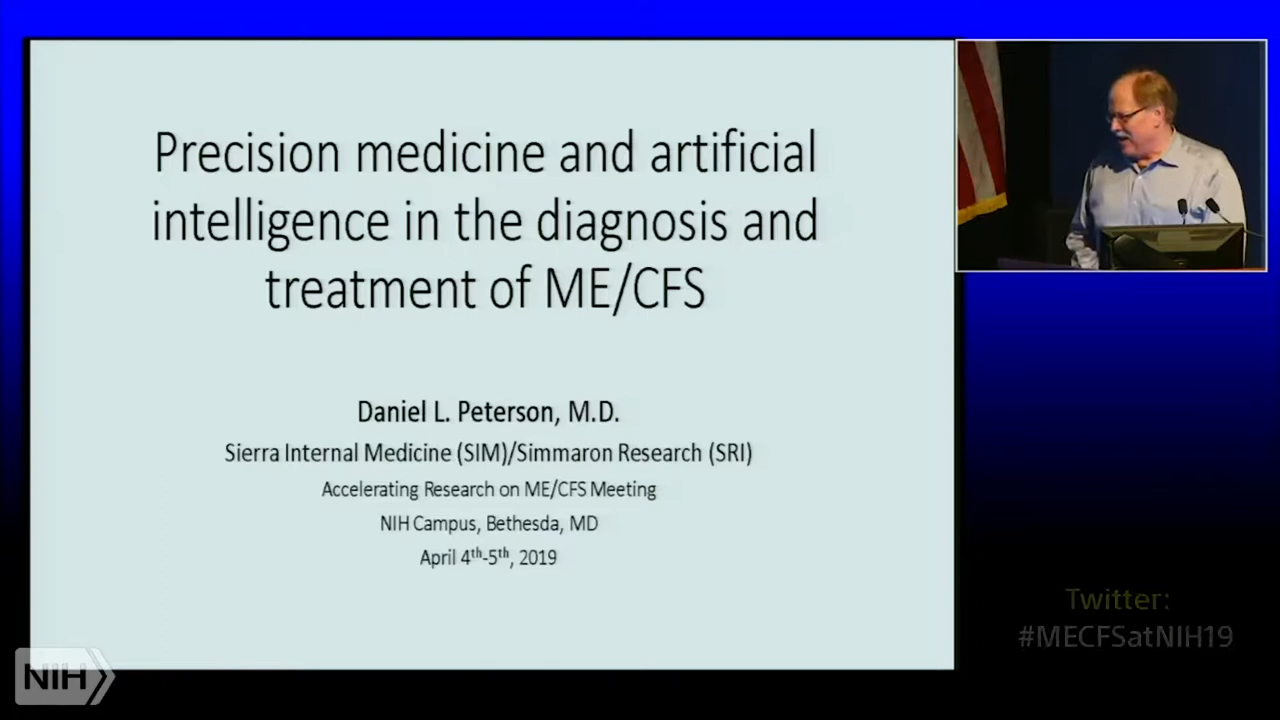 Precision medicine and artificial
intelligence in the diagnosis and
treatment of ME/CFS
Daniel L. Peterson, M.D.
Sierra Internal Medicine (SIM)/Simmaron Research (SRI)
Accelerating Research on ME/CFS Meeting
NIH Campus, Bethesda, MD
April 4th-5th, 2019
Twitter:
#MECFSatNIH19
NIH